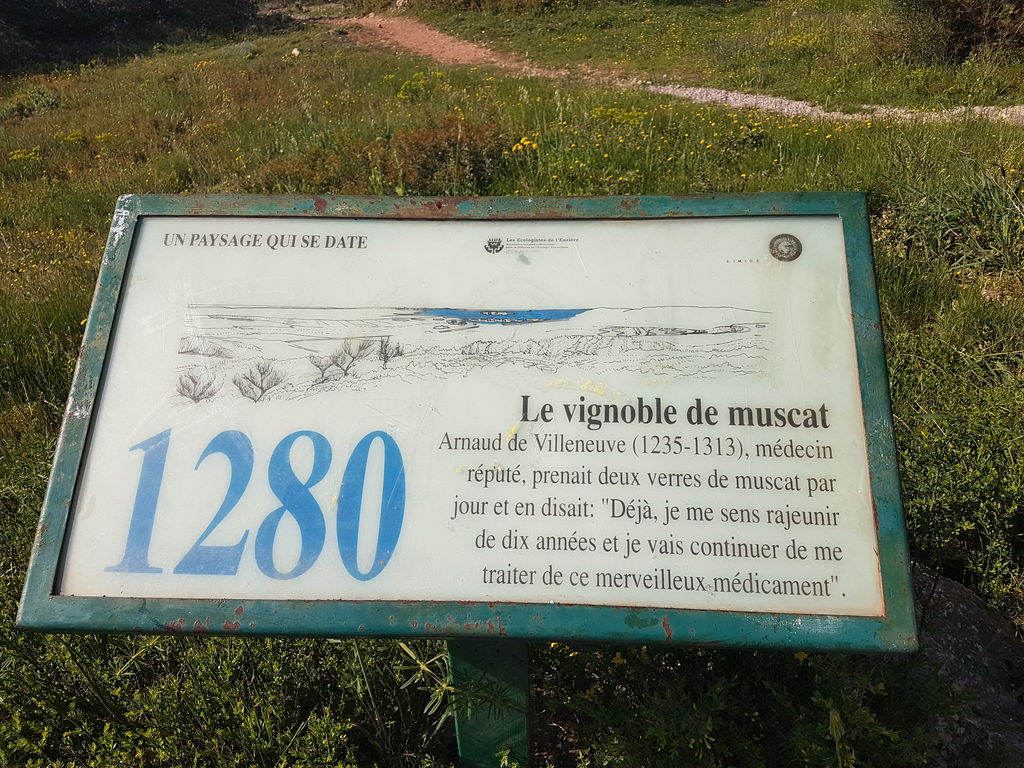 UN PAYSAGE QUI SE DATE
Les Ecologistes de l'Euzière
S.I.M.I.O.E
Le vignoble de muscat
1280
Arnaud de Villeneuve (1235-1313), médecin
réputé, prenait deux verres de muscat par
jour et en disait: "Déjà, je me sens rajeunir
de dix années et je vais continuer de me
traiter de ce merveilleux médicament".